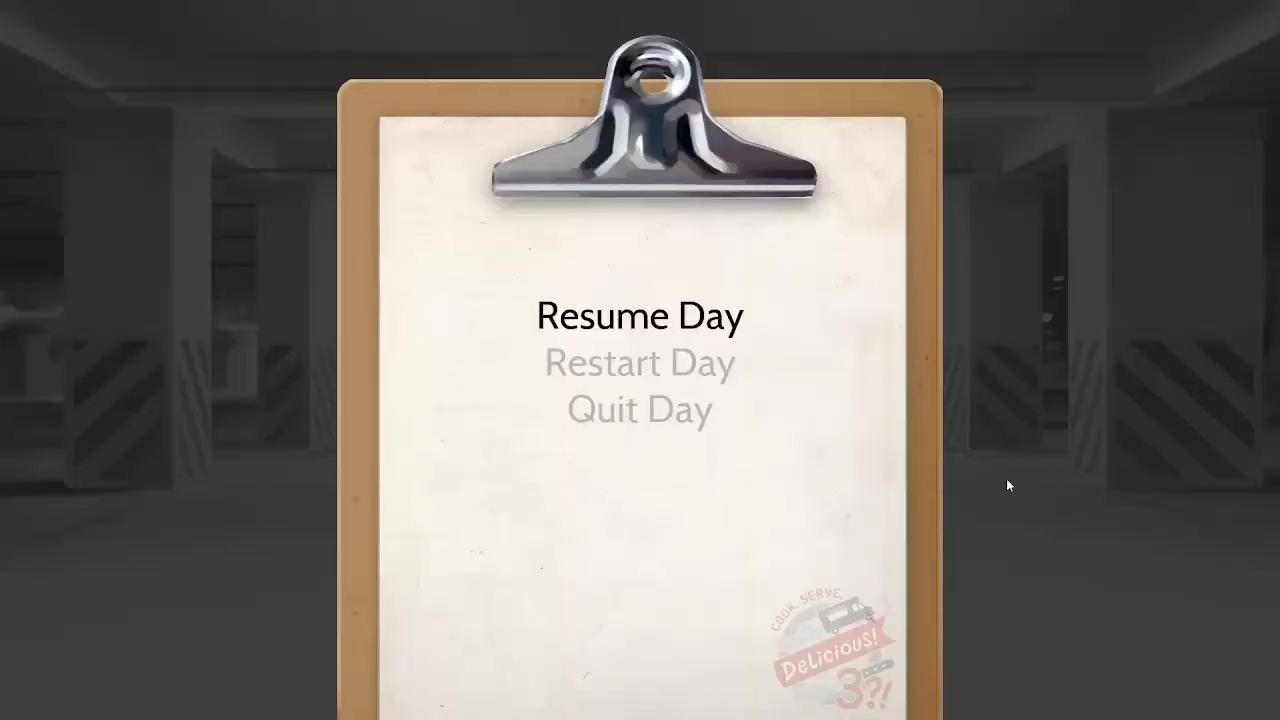 Resume Day
Restart Day
Quit Day
COOK, SERVE,
Delicious!
3?!